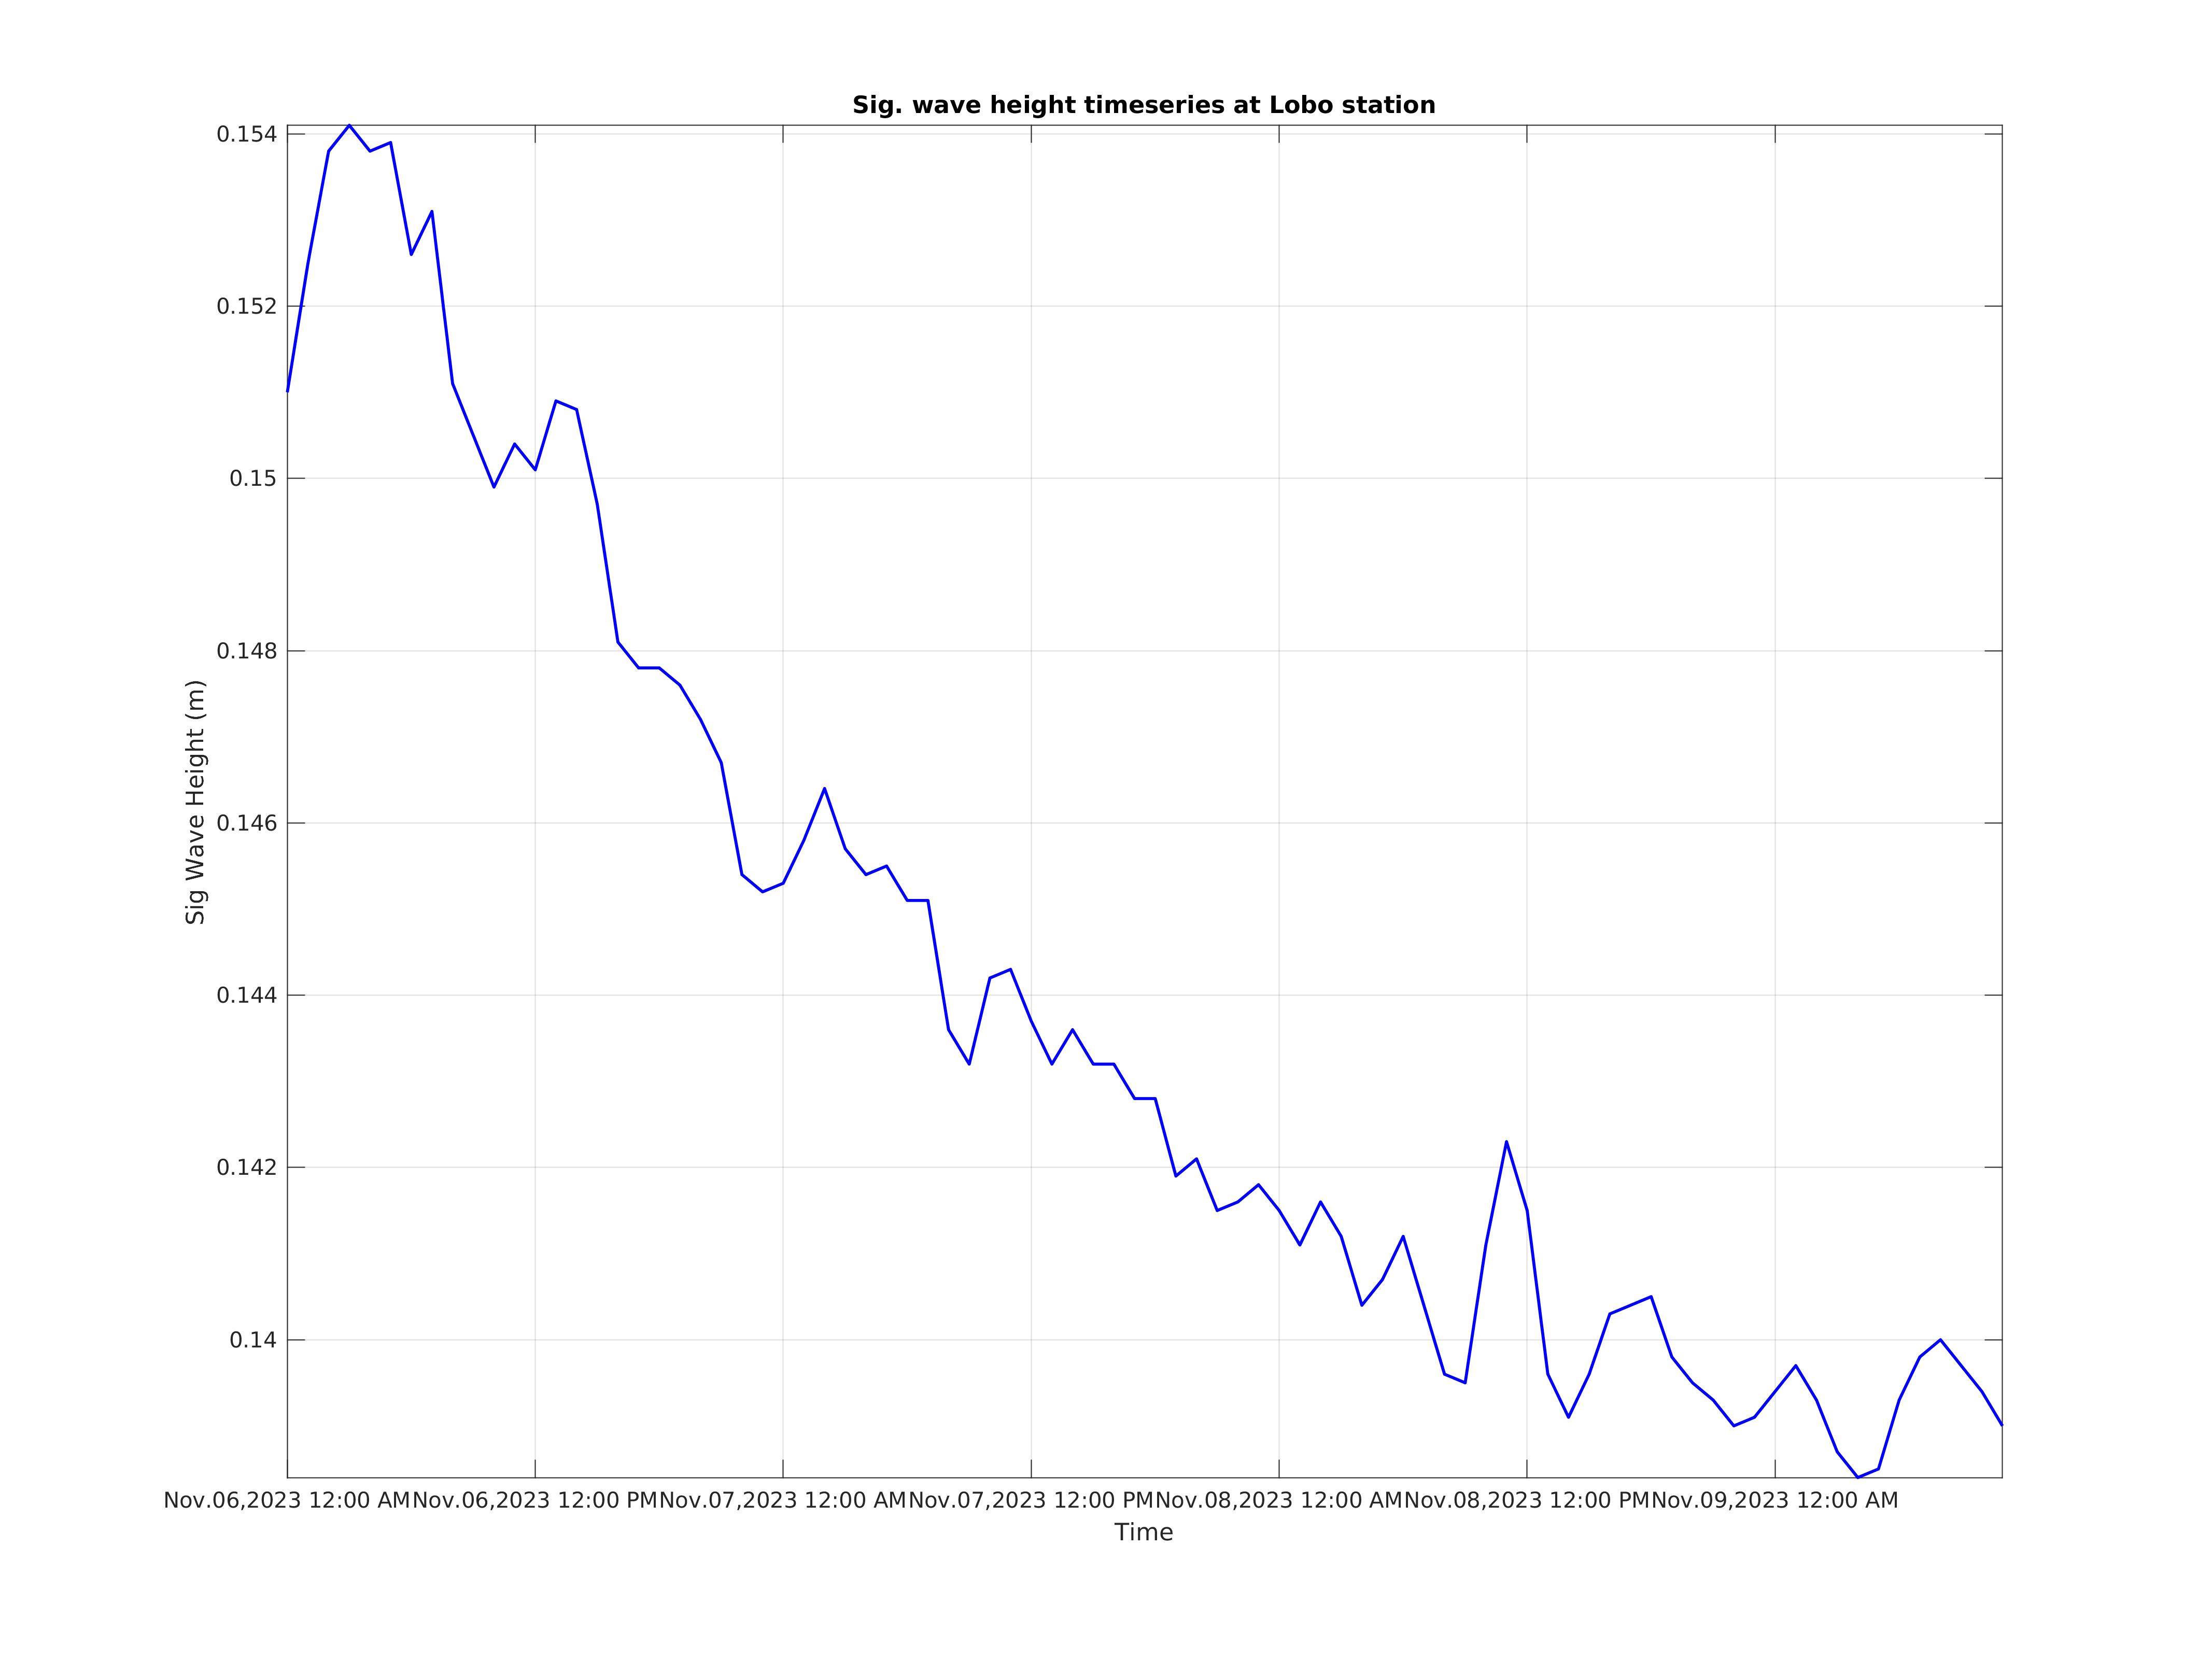 Sig. wave height timeseries at Lobo station
0.154
0.152
0.15
0.148
0.146
0.144
0.142
0.14
Sig Wave Height (m)
Nov.06,2023 12:00 AM Nov.06,2023 12:00 PM Nov.07,2023 12:00 AM Nov.07,2023 12:00 PM Nov.08,2023 12:00 AM Nov.08,2023 12:00 PM Nov.09,2023 12:00 AM
Time